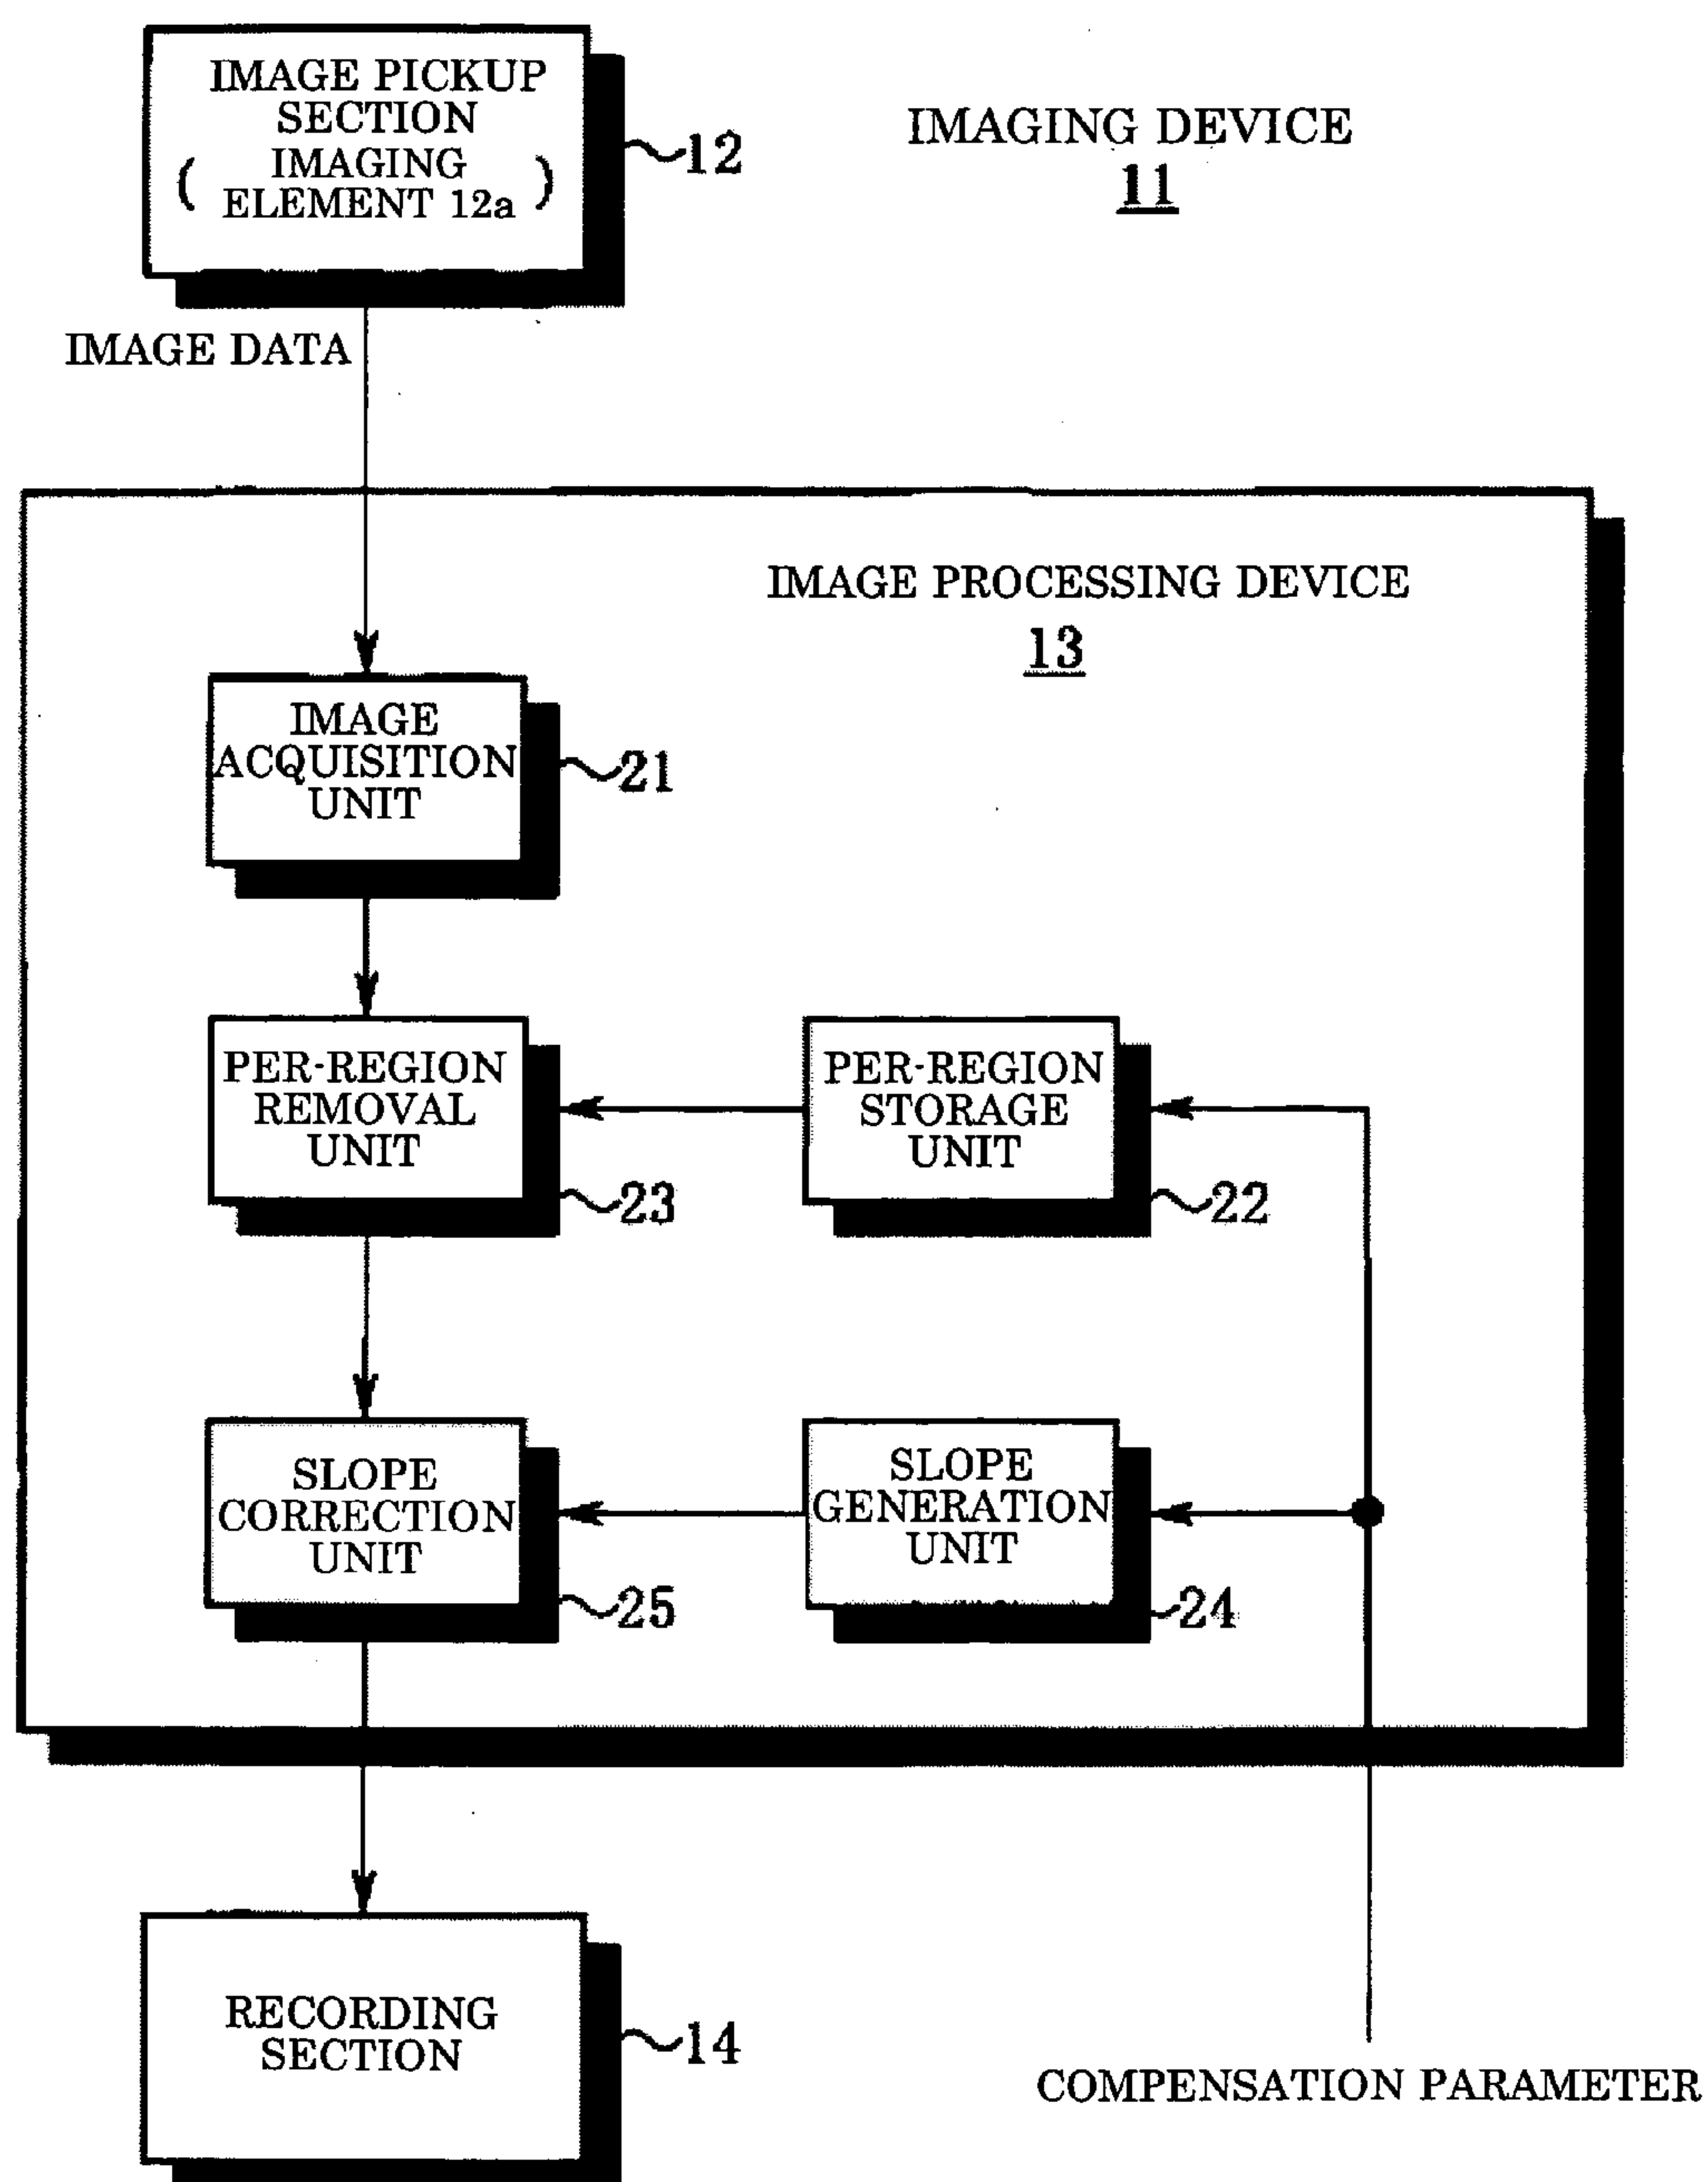 IMAGE PICKUP
SECTION
( IMAGING
ELEMENT 12a )
12
IMAGING DEVICE
11
IMAGE DATA
IMAGE PROCESSING DEVICE
13
IMAGE
ACQUISITION
UNIT
21
PER-REGION
REMOVAL
UNIT
23
PER-REGION
STORAGE
UNIT
22
SLOPE
CORRECTION
UNIT
25
SLOPE
GENERATION
UNIT
24
RECORDING
SECTION
14
COMPENSATION PARAMETER